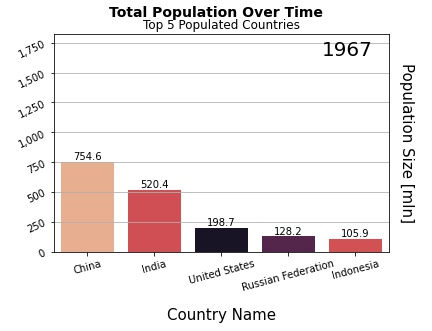 Total Population Over Time
Top 5 Populated Countries
1967
1,750
1,500
1,250
1,000
750
500
250
0
754.6
520.4
198.7
128.2
105.9
China
India
United States
Russian Federation
Indonesia
Country Name
Population Size [mln]